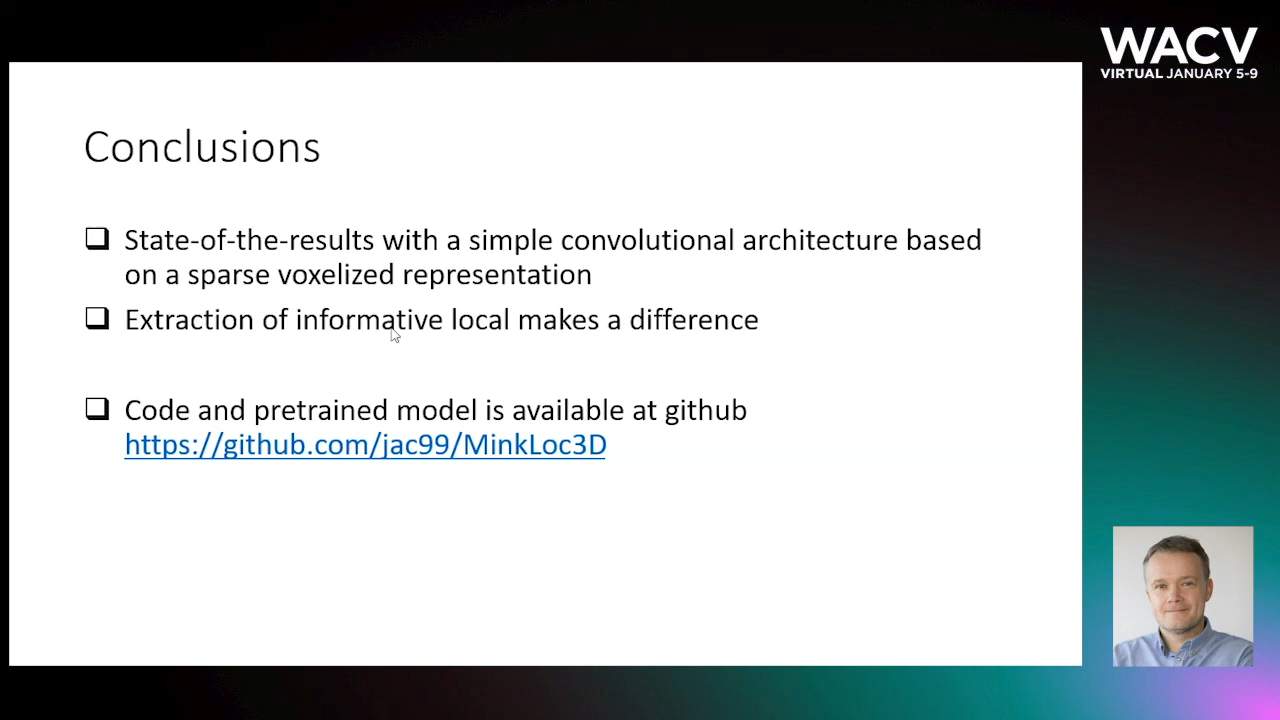 WACV
VIRTUAL JANUARY 5-9
Conclusions
State-of-the-results with a simple convolutional architecture based
on a sparse voxelized representation
Extraction of informative local makes a difference
Code and pretrained model is available at github
https://github.com/jac99/MinkLoc3D